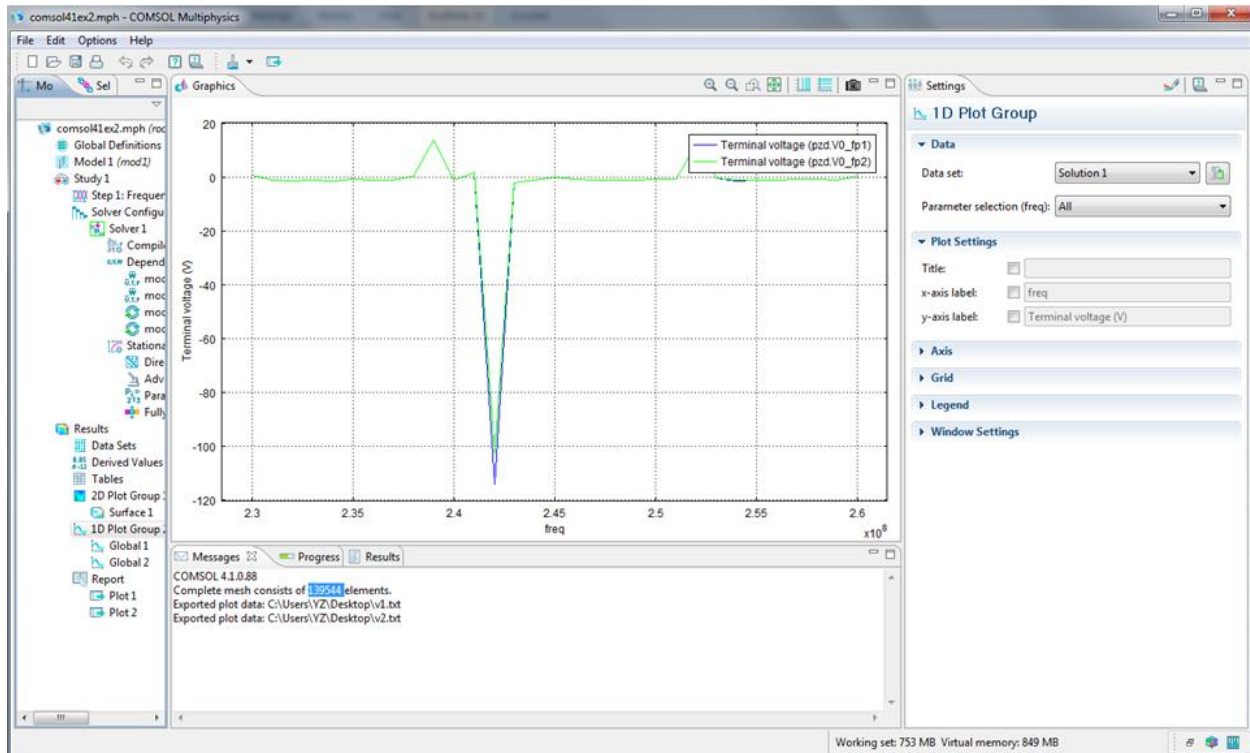 comsol41ex2.mph - COMSOL Multiphysics
File Edit Options Help
Mo Sel
comsol41ex2.mph (roo
Global Definitions
Model 1 (mod1)
Study 1
Step 1: Frequer
Solver Configu
Solver 1
Compile
Depend
mod
mod
mod
mod
Stationa
Dire
Adv
Para
Fully
Results
Data Sets
Derived Values
Tables
2D Plot Group
Surface 1
1D Plot Group
Global 1
Global 2
Report
Plot 1
Plot 2
Graphics
Terminal voltage (pzd.V0_fp1)
Terminal voltage (pzd.V0_fp2)
20
0
-20
-40
-60
-80
-100
-120
Terminal voltage (V)
2.3 2.35 2.4 2.45 2.5 2.55 2.6
freq
x10^8
Messages Progress Results
COMSOL 4.1.0.88
Complete mesh consists of 139544 elements.
Exported plot data: C:\Users\YZ\Desktop\v1.txt
Exported plot data: C:\Users\YZ\Desktop\v2.txt
Settings
1D Plot Group
Data
Data set: Solution 1
Parameter selection (freq): All
Plot Settings
Title:
x-axis label: freq
y-axis label: Terminal voltage (V)
Axis
Grid
Legend
Window Settings
Working set: 753 MB Virtual memory: 849 MB